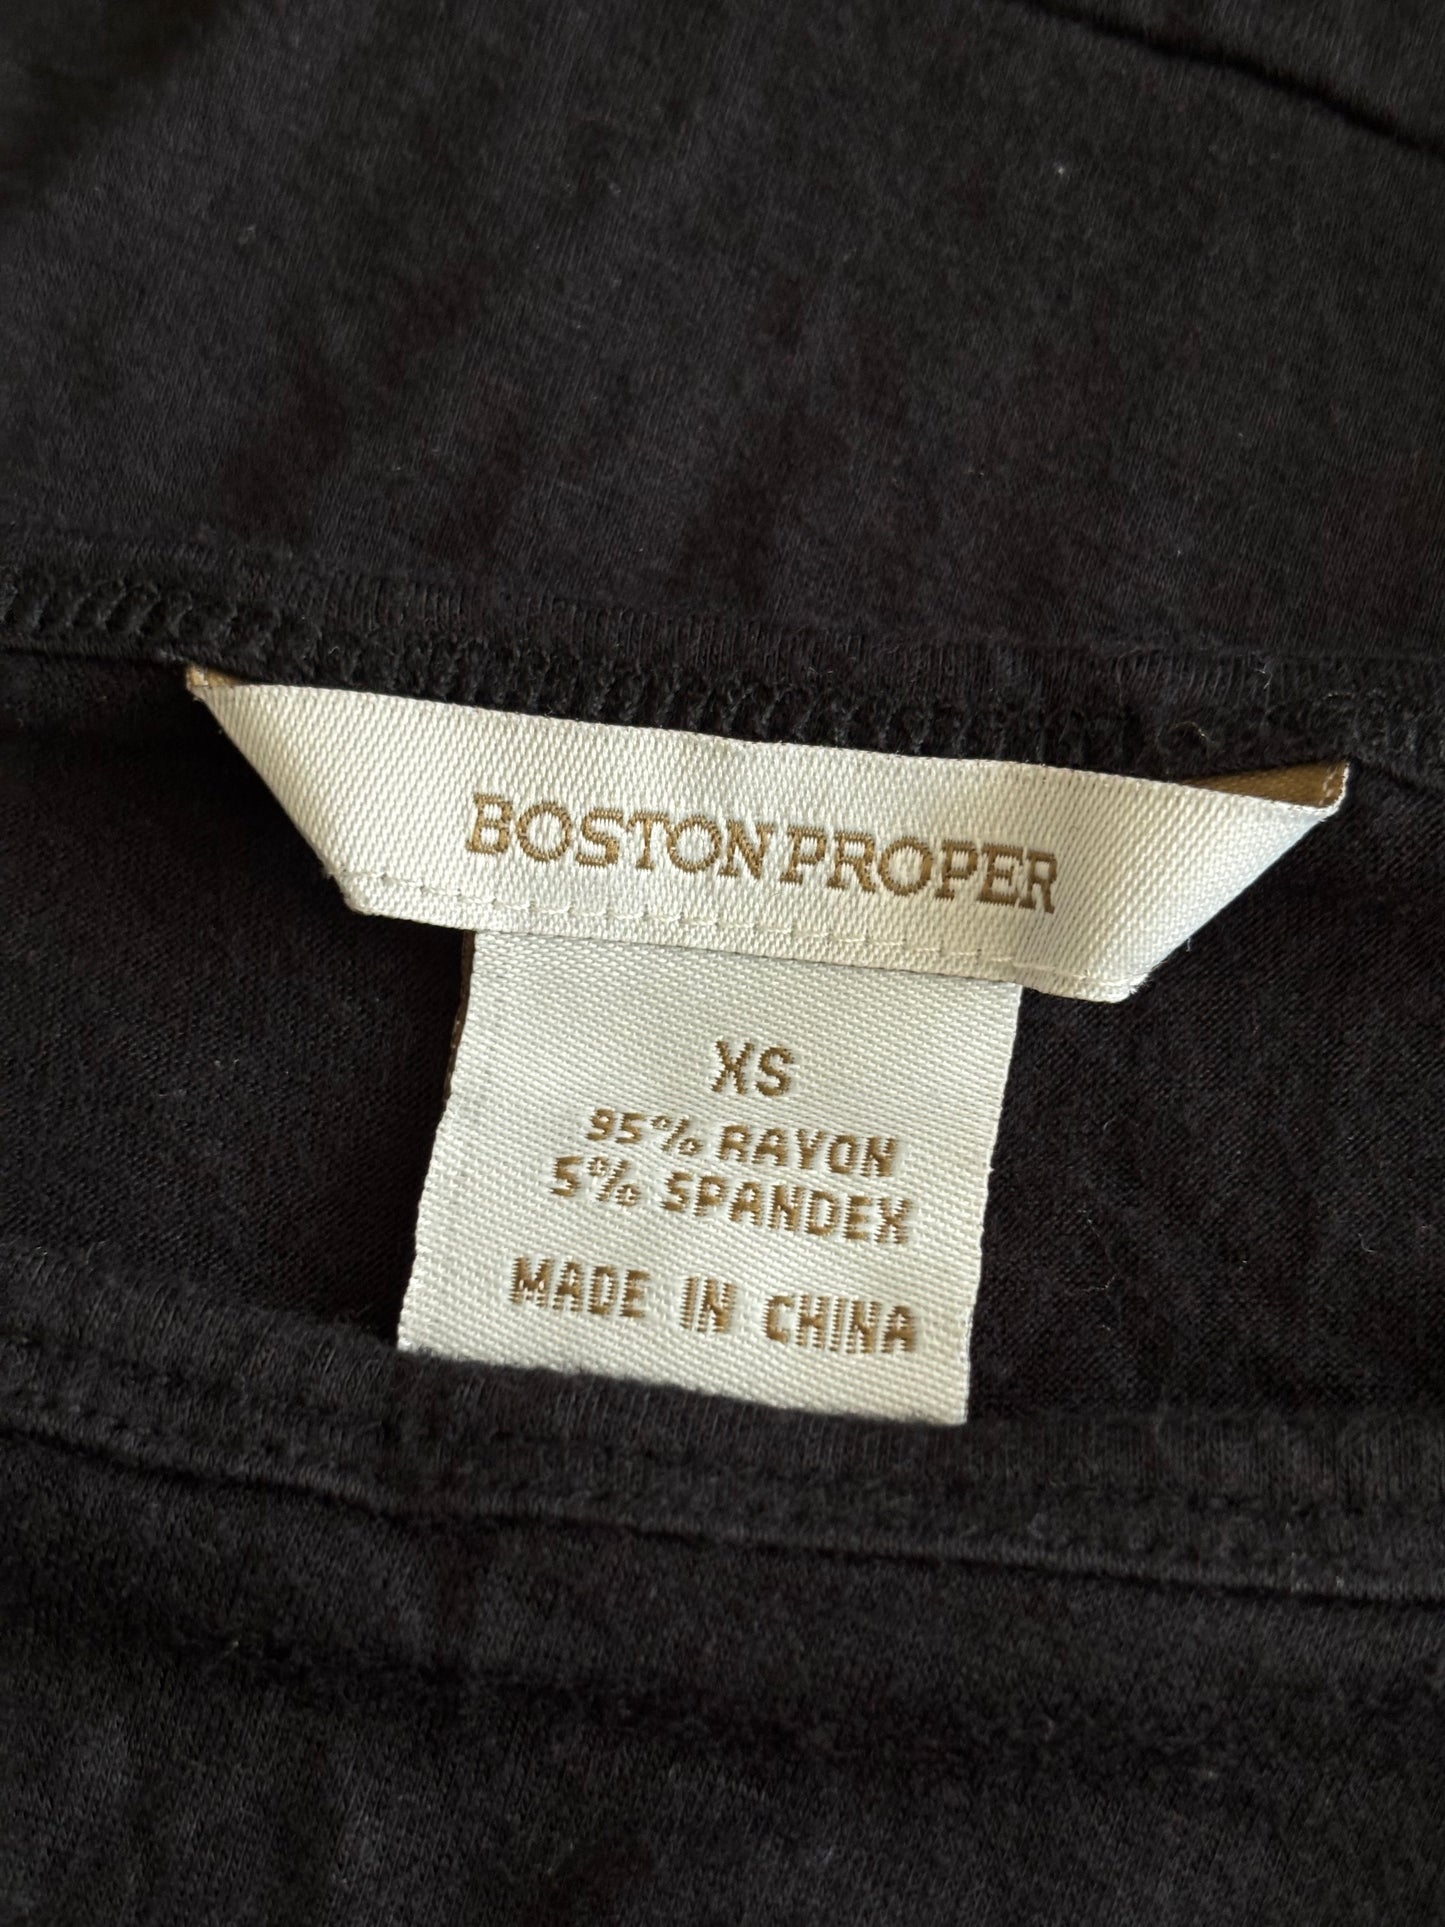 BOSTON PROPER
XS
95% RAYON
5% SPANDEX
MADE IN CHINA